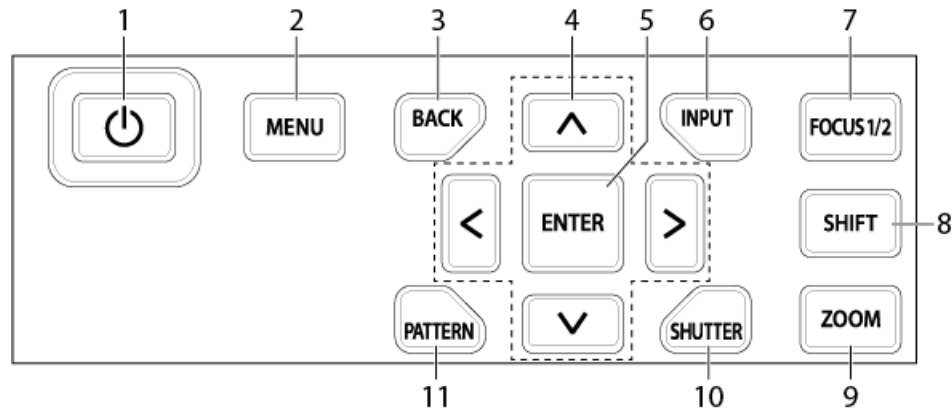 1 2 3 4 5 6 7
MENU BACK INPUT FOCUS 1/2
ENTER SHIFT 8
PATTERN SHUTTER ZOOM
11 10 9